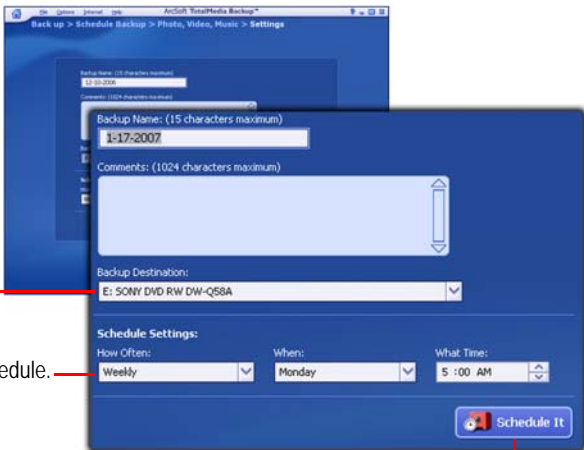 File Options Internet Help
ArcSoft TotalMedia Backup™
Back up > Schedule Backup > Photo, Video, Music > Settings
Backup Name: (15 characters maximum)
12-10-2006
Comments: (1024 characters maximum)
Backup Name: (15 characters maximum)
1-17-2007
Comments: (1024 characters maximum)
Backup Destination:
E: SONY DVD RW DW-Q58A
Schedule Settings:
How Often:
When:
What Time:
Weekly
Monday
5 :00 AM
edule.
Schedule It